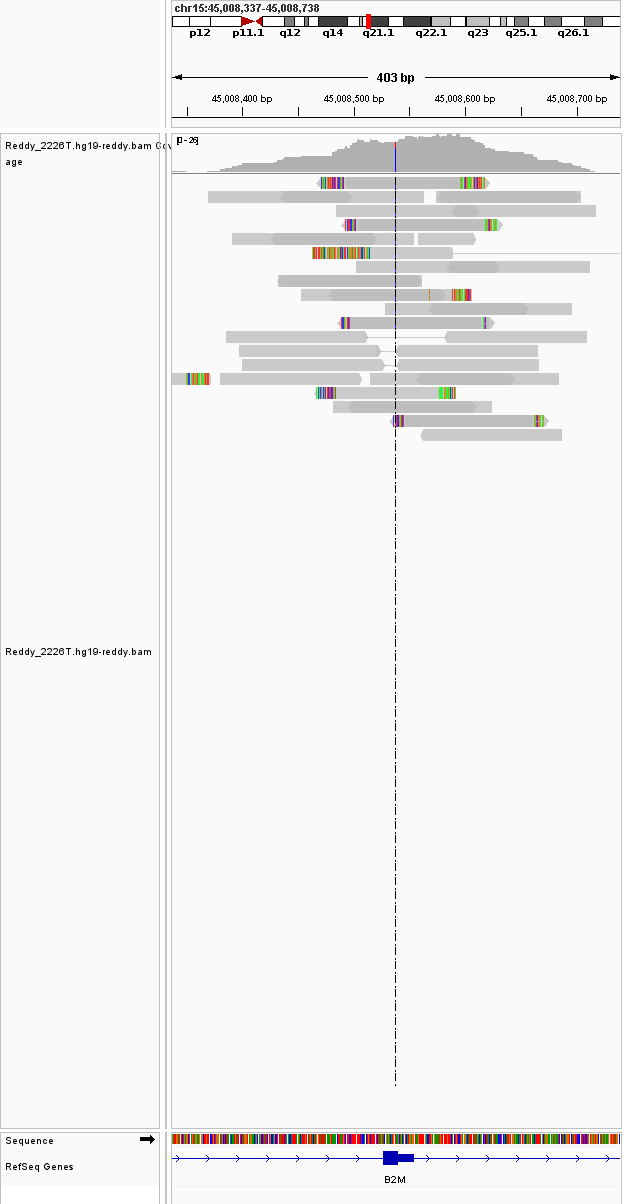 chr15:45,008,337-45,008,738
p12 p11.1 q12 q14 q21.1 q22.1 q23 q25.1 q26.1
403 bp
45,008,400 bp 45,008,500 bp 45,008,600 bp 45,008,700 bp
Reddy_2226T.hg19-reddy.bam Cov
age
[0-26]
Reddy_2226T.hg19-reddy.bam
Sequence
RefSeq Genes
B2M